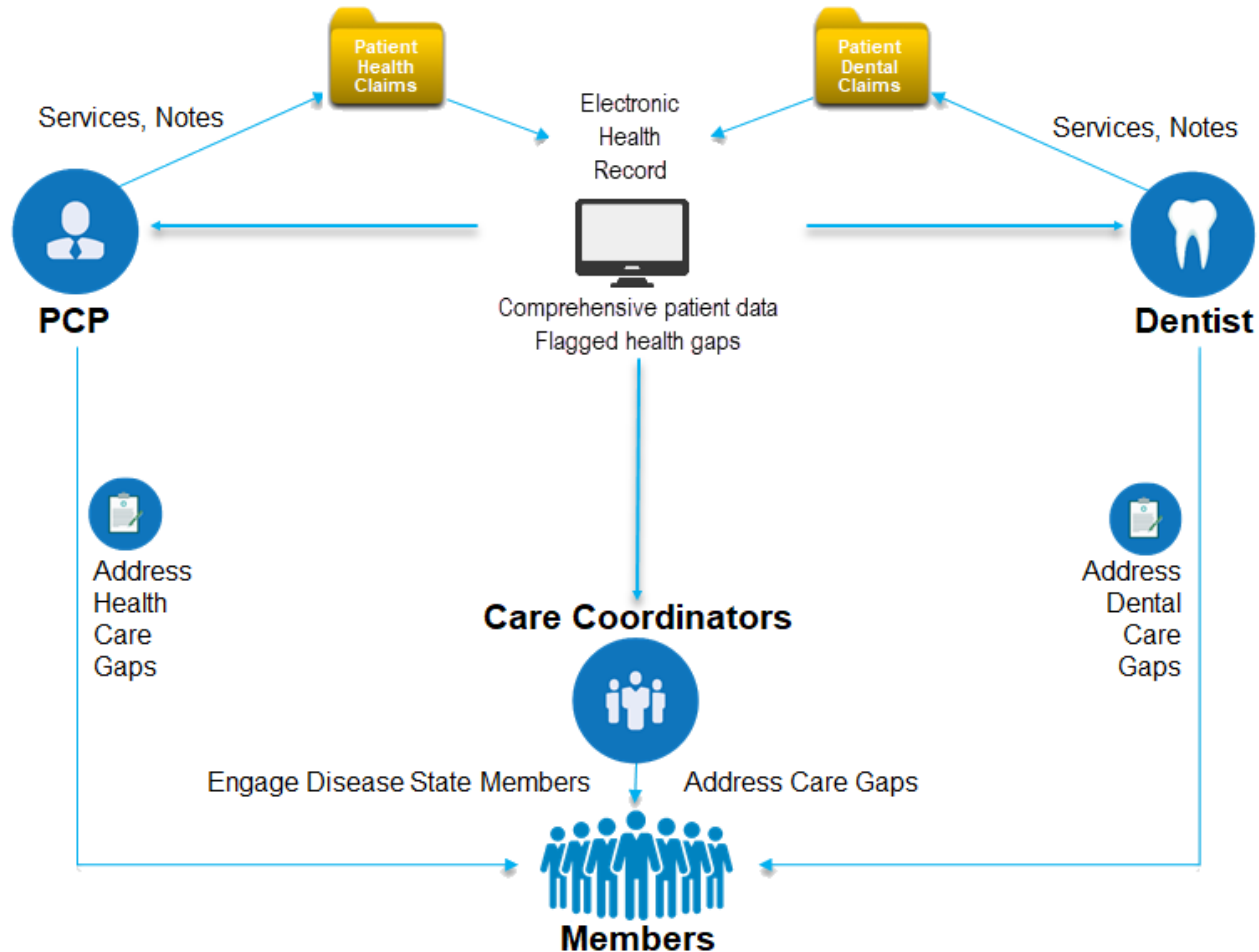 Patient
Health
Claims
Patient
Dental
Claims
Services, Notes
Electronic
Health
Record
Services, Notes
PCP
Comprehensive patient data
Flagged health gaps
Dentist
Address
Health
Care
Gaps
Address
Dental
Care
Gaps
Care Coordinators
Engage Disease State Members
Address Care Gaps
Members